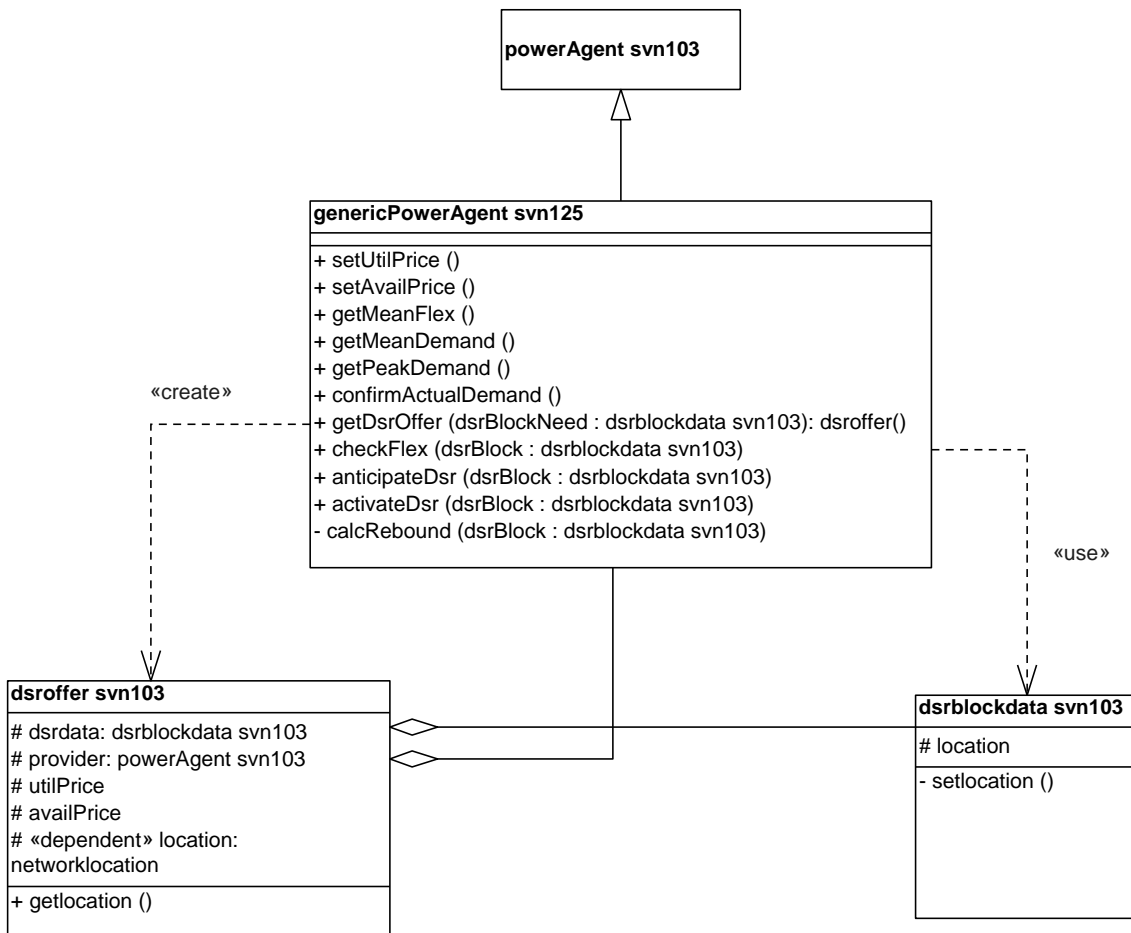 powerAgent svn103
genericPowerAgent svn125
+ setUtilPrice ()
+ setAvailPrice ()
+ getMeanFlex ()
+ getMeanDemand ()
+ getPeakDemand ()
+ confirmActualDemand ()
+ getDsrOffer (dsrBlockNeed : dsrblockdata svn103): dsroffer()
+ checkFlex (dsrBlock : dsrblockdata svn103)
+ anticipateDsr (dsrBlock : dsrblockdata svn103)
+ activateDsr (dsrBlock : dsrblockdata svn103)
- calcRebound (dsrBlock : dsrblockdata svn103)
«create»
«use»
dsroffer svn103
# dsrdata: dsrblockdata svn103
# provider: powerAgent svn103
# utilPrice
# availPrice
# «dependent» location:
networklocation
+ getlocation ()
dsrblockdata svn103
# location
- setlocation ()